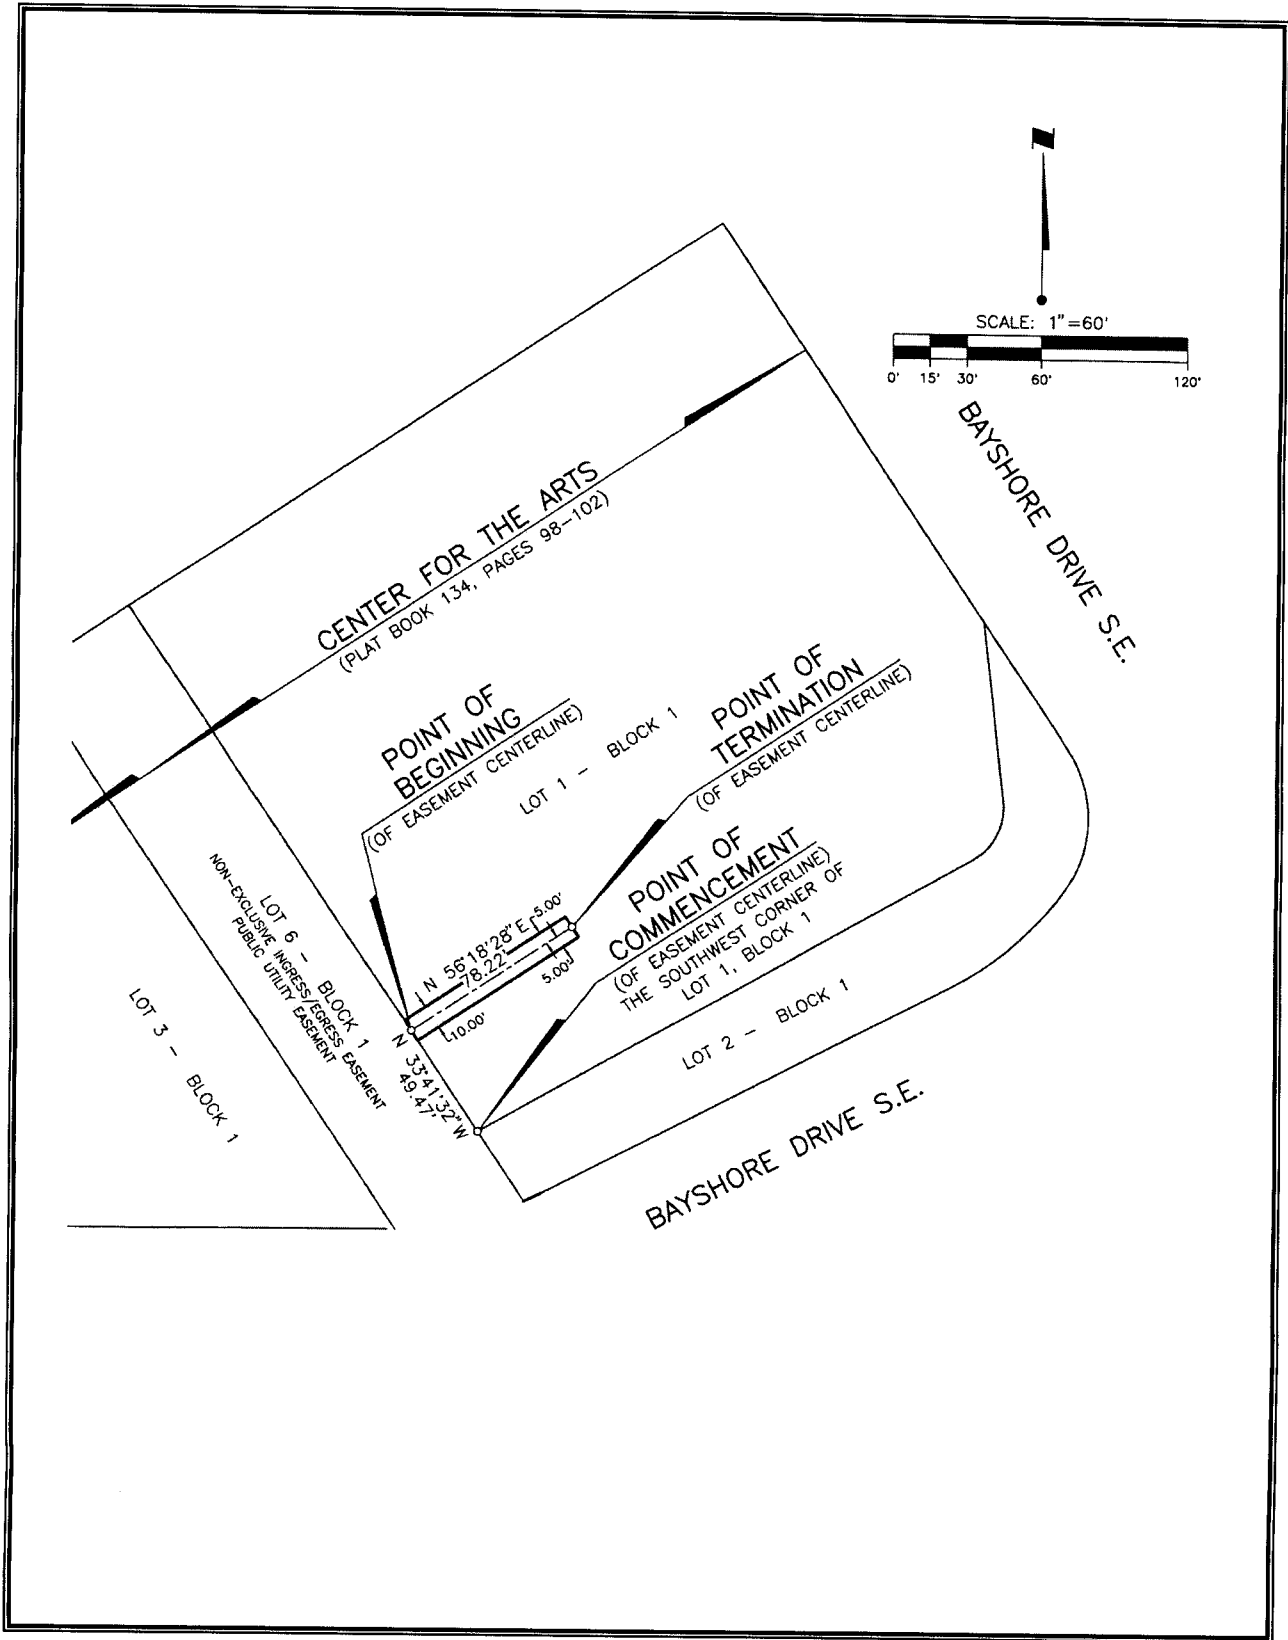 SCALE: 1"=60'
0' 15' 30' 60' 120'
BAYSHORE DRIVE S.E.
CENTER FOR THE ARTS
(PLAT BOOK 134, PAGES 98-102)
POINT OF
BEGINNING
(OF EASEMENT CENTERLINE)
LOT 1 - BLOCK 1
POINT OF
TERMINATION
(OF EASEMENT CENTERLINE)
POINT OF
COMMENCEMENT
(OF EASEMENT CENTERLINE)
THE SOUTHWEST CORNER OF
LOT 1, BLOCK 1
LOT 6 - BLOCK 1
NON-EXCLUSIVE INGRESS/EGRESS EASEMENT
PUBLIC UTILITY EASEMENT
N 56°18'28" E
78.22'
5.00'
5.00'
10.00'
N 33°41'32" W
49.47'
LOT 3 - BLOCK 1
LOT 2 - BLOCK 1
BAYSHORE DRIVE S.E.